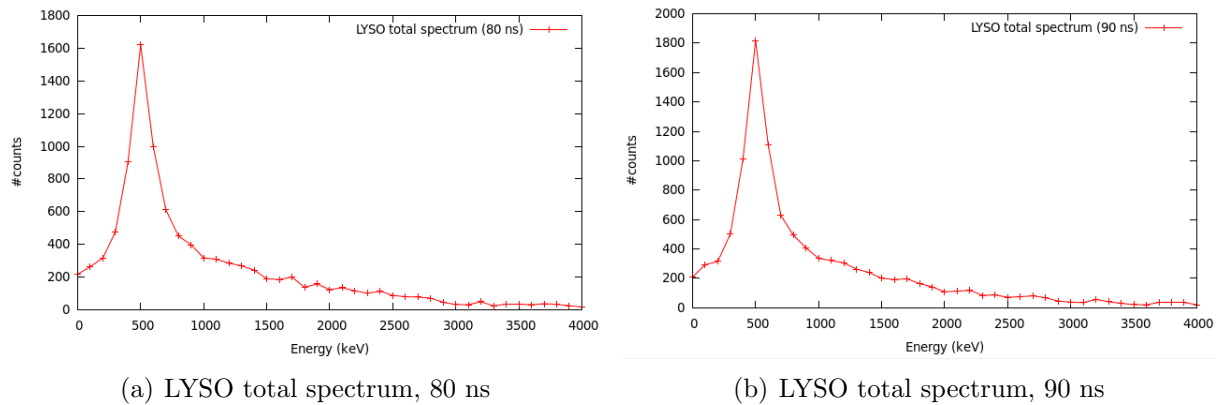 1800
1600
1400
1200
1000
800
600
400
200
0
#counts
LYSO total spectrum (80 ns)
0 500 1000 1500 2000 2500 3000 3500 4000
Energy (keV)
(a) LYSO total spectrum, 80 ns
2000
1800
1600
1400
1200
1000
800
600
400
200
0
#counts
LYSO total spectrum (90 ns)
0 500 1000 1500 2000 2500 3000 3500 4000
Energy (keV)
(b) LYSO total spectrum, 90 ns